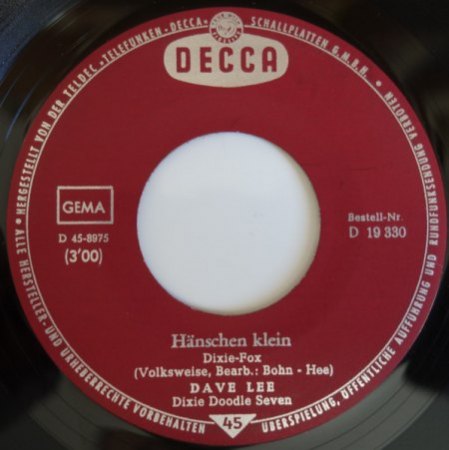 HERGESTELLT VON DER TELDEC „TELEFUNKEN-DECCA“ SCHALLPLATTEN G.M.B.H.
DECCA
GEMA
D 45-8975
(3'00)
Bestell-Nr.
D 19 330
Hänschen klein
Dixie-Fox
(Volksweise, Bearb.: Bohn - Hee)
DAVE LEE
Dixie Doodle Seven
45
ALLE HERSTELLER- UND URHEBERRECHTE VORBEHALTEN
ÜBERSPIELUNG, ÖFFENTLICHE AUFFÜHRUNG UND RUNDFUNKSENDUNG VERBOTEN